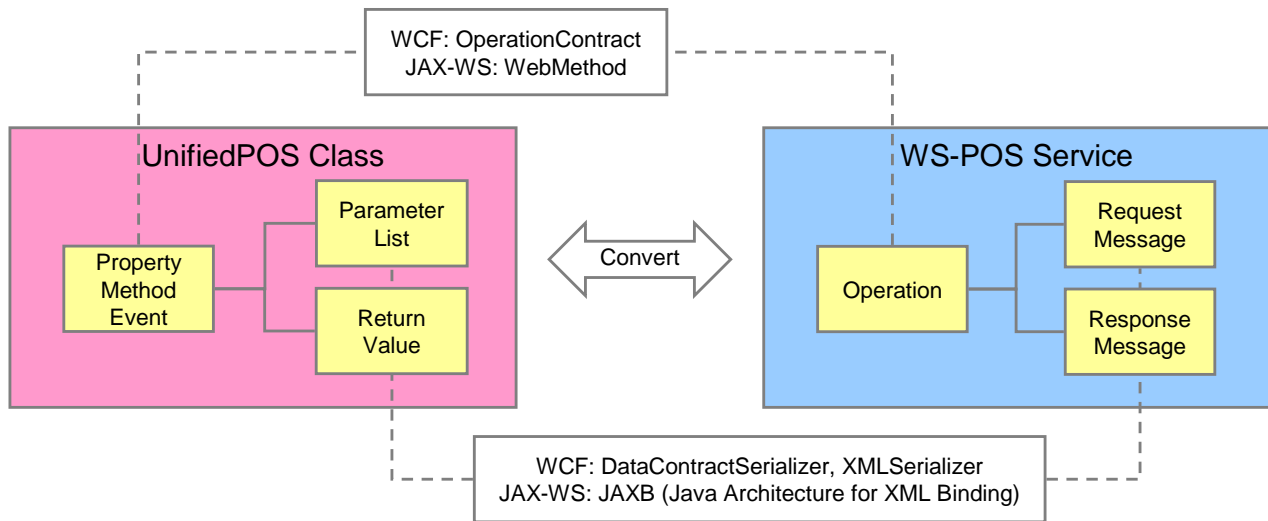 WCF: OperationContract
JAX-WS: WebMethod
UnifiedPOS Class
Property
Method
Event
Parameter
List
Return
Value
Convert
WS-POS Service
Operation
Request
Message
Response
Message
WCF: DataContractSerializer, XMLSerializer
JAX-WS: JAXB (Java Architecture for XML Binding)